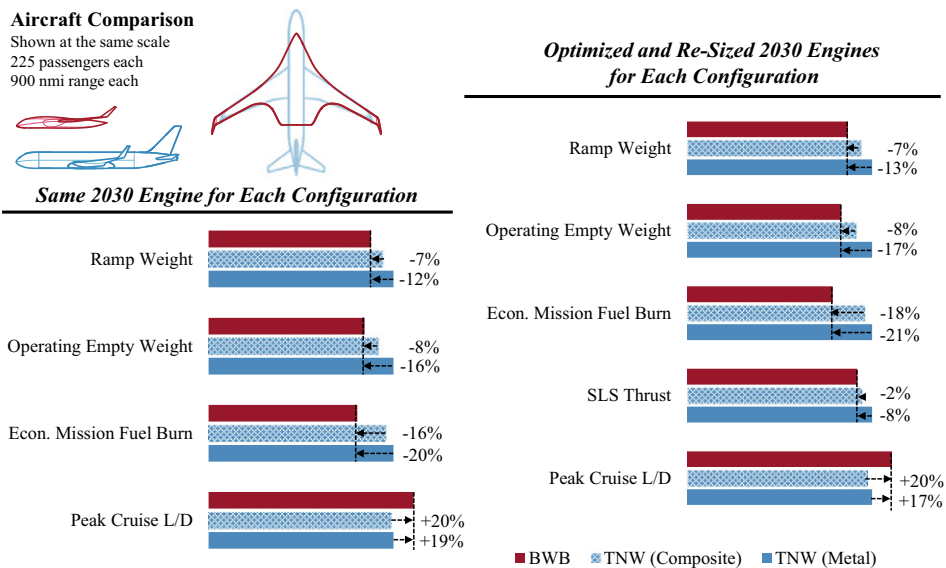 Aircraft Comparison
Shown at the same scale
225 passengers each
900 nmi range each
Same 2030 Engine for Each Configuration
Ramp Weight
-7%
-12%
Operating Empty Weight
-8%
-16%
Econ. Mission Fuel Burn
-16%
-20%
Peak Cruise L/D
+20%
+19%
Optimized and Re-Sized 2030 Engines
for Each Configuration
Ramp Weight
-7%
-13%
Operating Empty Weight
-8%
-17%
Econ. Mission Fuel Burn
-18%
-21%
SLS Thrust
-2%
-8%
Peak Cruise L/D
+20%
+17%
BWB TNW (Composite) TNW (Metal)